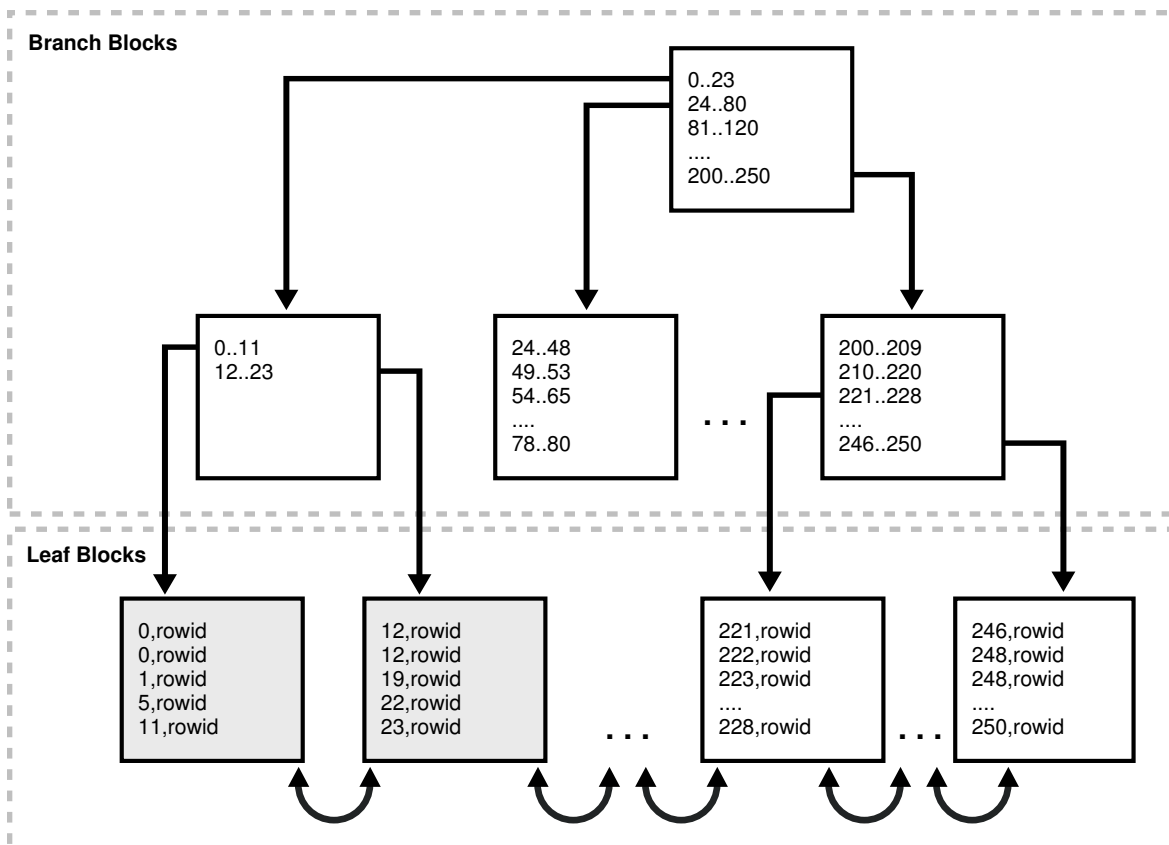 Branch Blocks
0..23
24..80
81..120
....
200..250
0..11
12..23
24..48
49..53
54..65
....
78..80
. . .
200..209
210..220
221..228
....
246..250
Leaf Blocks
0,rowid
0,rowid
1,rowid
5,rowid
11,rowid
12,rowid
12,rowid
19,rowid
22,rowid
23,rowid
. . .
221,rowid
222,rowid
223,rowid
....
228,rowid
. . .
246,rowid
248,rowid
248,rowid
....
250,rowid